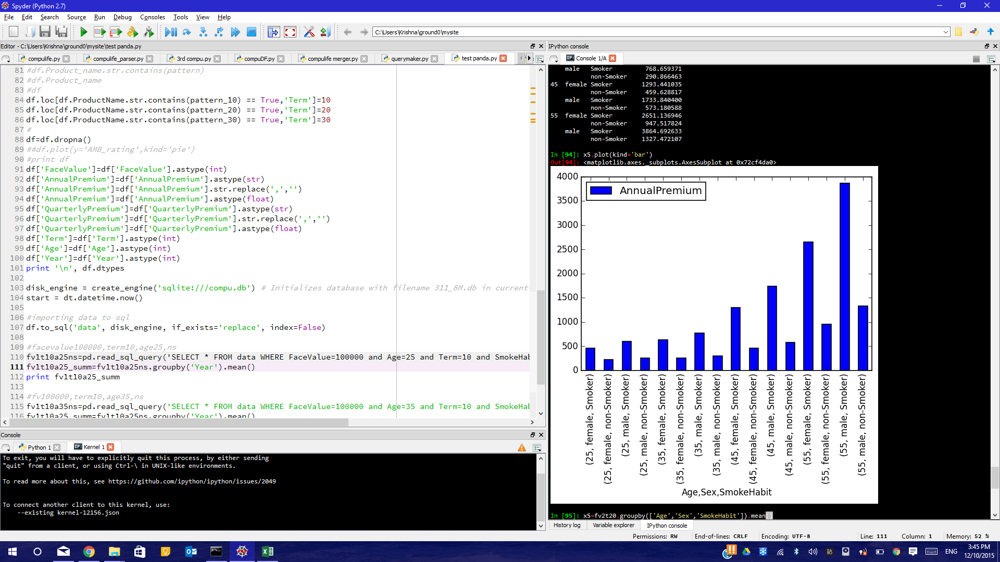 Spyder (Python 2.7)
File Edit Search Source Run Debug Consoles Tools View Help
C:\Users\Krishna\ground0\mysite
Editor - C:\Users\Krishna\ground0\mysite\test panda.py
compulife.py compulife_parser.py 3rd compu.py compuDF.py compulife merger.py querymaker.py test panda.py
81 #df.Product_name.str.contains(pattern)
82 #df.Product_name
83 #df
84 df.loc[df.ProductName.str.contains(pattern_10) == True,'Term']=10
85 df.loc[df.ProductName.str.contains(pattern_20) == True,'Term']=20
86 df.loc[df.ProductName.str.contains(pattern_30) == True,'Term']=30
87 #
88 df=df.dropna()
89 ##df.plot(y='AMB_rating',kind='pie')
90 #print df
91 df['FaceValue']=df['FaceValue'].astype(int)
92 df['AnnualPremium']=df['AnnualPremium'].astype(str)
93 df['AnnualPremium']=df['AnnualPremium'].str.replace(',','')
94 df['AnnualPremium']=df['AnnualPremium'].astype(float)
95 df['QuarterlyPremium']=df['QuarterlyPremium'].astype(str)
96 df['QuarterlyPremium']=df['QuarterlyPremium'].str.replace(',','')
97 df['QuarterlyPremium']=df['QuarterlyPremium'].astype(float)
98 df['Term']=df['Term'].astype(int)
99 df['Age']=df['Age'].astype(int)
100 df['Year']=df['Year'].astype(int)
101 print '\n', df.dtypes
102
103 disk_engine = create_engine('sqlite:///compu.db') # Initializes database with filename 311_8M.db in current
104 start = dt.datetime.now()
105
106 #importing data to sql
107 df.to_sql('data', disk_engine, if_exists='replace', index=False)
108
109 #facevalue100000,term10,age25,ns
110 fv1t10a25ns=pd.read_sql_query('SELECT * FROM data WHERE FaceValue=100000 and Age=25 and Term=10 and SmokeHab
111 fv1t10a25_summ=fv1t10a25ns.groupby('Year').mean()
112 print fv1t10a25_summ
113
114 #fv100000,term10,age35,ns
115 fv1t10a35ns=pd.read_sql_query('SELECT * FROM data WHERE FaceValue=100000 and Age=35 and Term=10 and SmokeHab
116 fv1t10a25_summ=fv1t10a25ns.groupby('Year').mean()
Console
Python 1 IP: Kernel 1
To exit, you will have to explicitly quit this process, by either sending
"quit" from a client, or using Ctrl-\ in UNIX-like environments.
To read more about this, see https://github.com/ipython/ipython/issues/2049
To connect another client to this kernel, use:
--existing kernel-12156.json
IPython console
IP: Console 1/A
male Smoker 768.659371
non-Smoker 290.866463
45 female Smoker 1293.441035
non-Smoker 459.628817
male Smoker 1733.840400
non-Smoker 573.180588
55 female Smoker 2651.136946
non-Smoker 947.517824
male Smoker 3864.692633
non-Smoker 1327.472107
In [94]: x5.plot(kind='bar')
Out[94]: <matplotlib.axes._subplots.AxesSubplot at 0x72cf4da0>
AnnualPremium
4000
3500
3000
2500
2000
1500
1000
500
0
(25, female, Smoker)
(25, female, non-Smoker)
(25, male, Smoker)
(25, male, non-Smoker)
(35, female, Smoker)
(35, female, non-Smoker)
(35, male, Smoker)
(35, male, non-Smoker)
(45, female, Smoker)
(45, female, non-Smoker)
(45, male, Smoker)
(45, male, non-Smoker)
(55, female, Smoker)
(55, female, non-Smoker)
(55, male, Smoker)
(55, male, non-Smoker)
Age,Sex,SmokeHabit
In [95]: x5=fv2t20.groupby(['Age','Sex','SmokeHabit']).mean()
History log Variable explorer IPython console
Permissions: RW End-of-lines: CRLF Encoding: UTF-8 Line: 111 Column: 1 Memory: 52 %
ENG 3:45 PM
12/10/2015